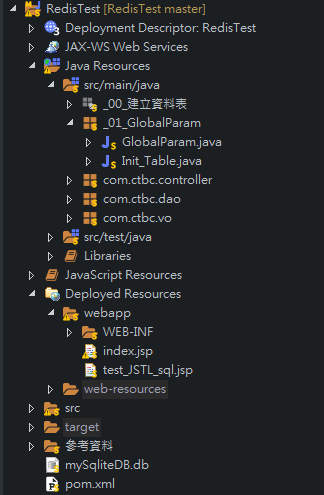 RedisTest [RedisTest master]
Deployment Descriptor: RedisTest
JAX-WS Web Services
Java Resources
src/main/java
_00_建立資料表
_01_GlobalParam
GlobalParam.java
Init_Table.java
com.ctbc.controller
com.ctbc.dao
com.ctbc.vo
src/test/java
Libraries
JavaScript Resources
Deployed Resources
webapp
WEB-INF
index.jsp
test_JSTL_sql.jsp
web-resources
src
target
參考資料
mySqliteDB.db
pom.xml